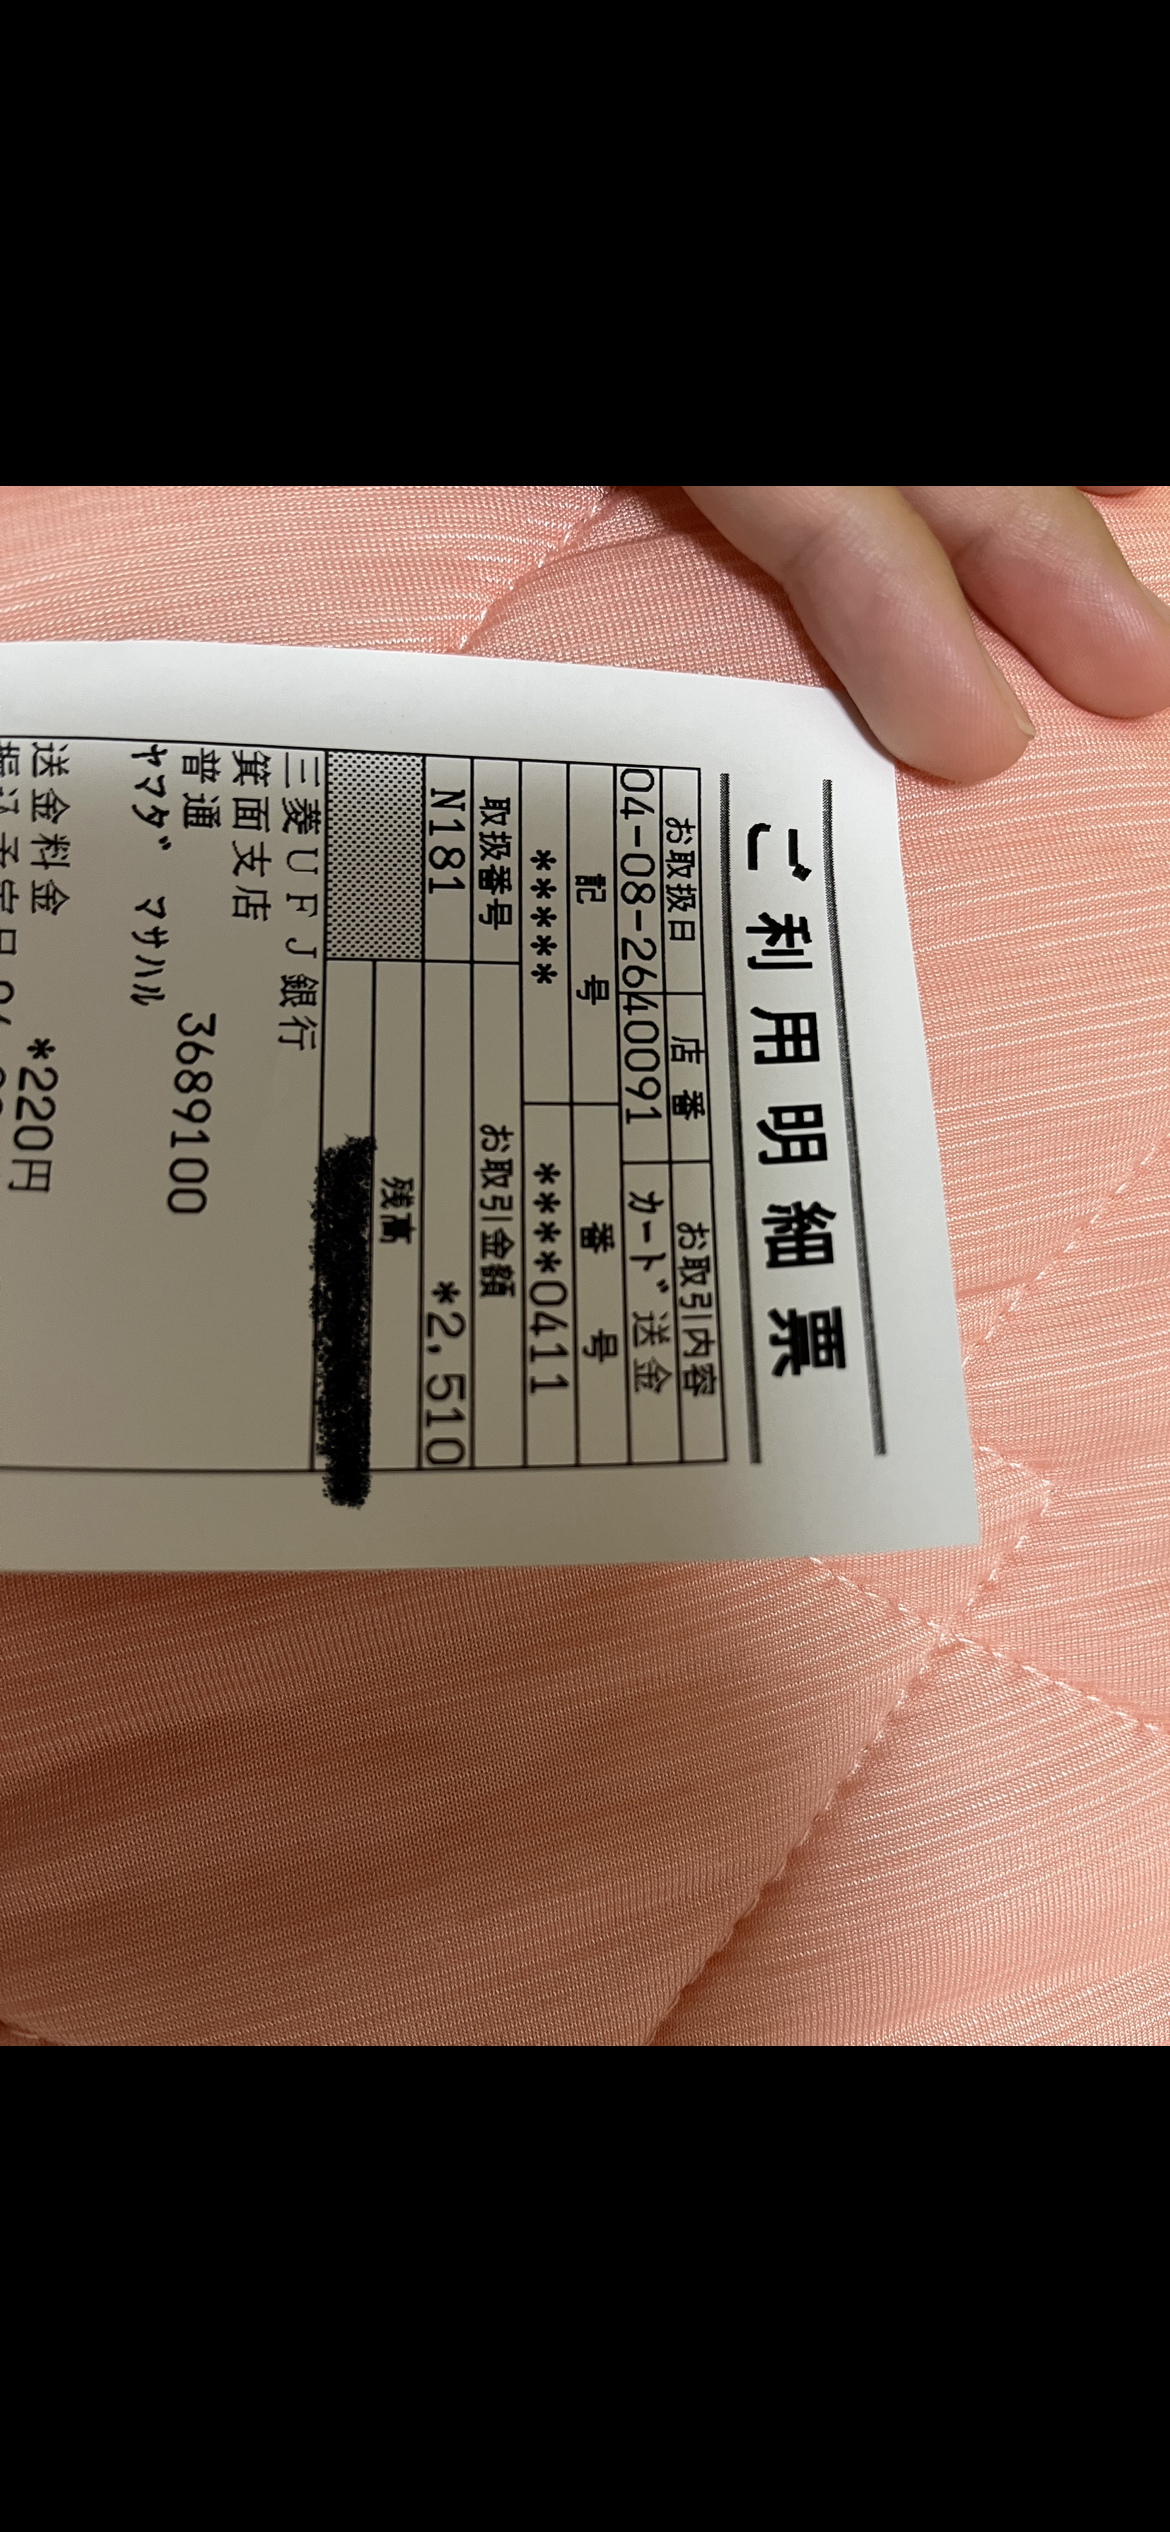 ご利用明細票
お取扱日 店番 お取引内容
04-08-26 40091 カード送金
記号 番号
***** ****0411
取扱番号 お取引金額
N181 *2,510
残高
三菱UFJ銀行
箕面支店
普通 3689100
ヤマダ マサハル
送金料金 *220円